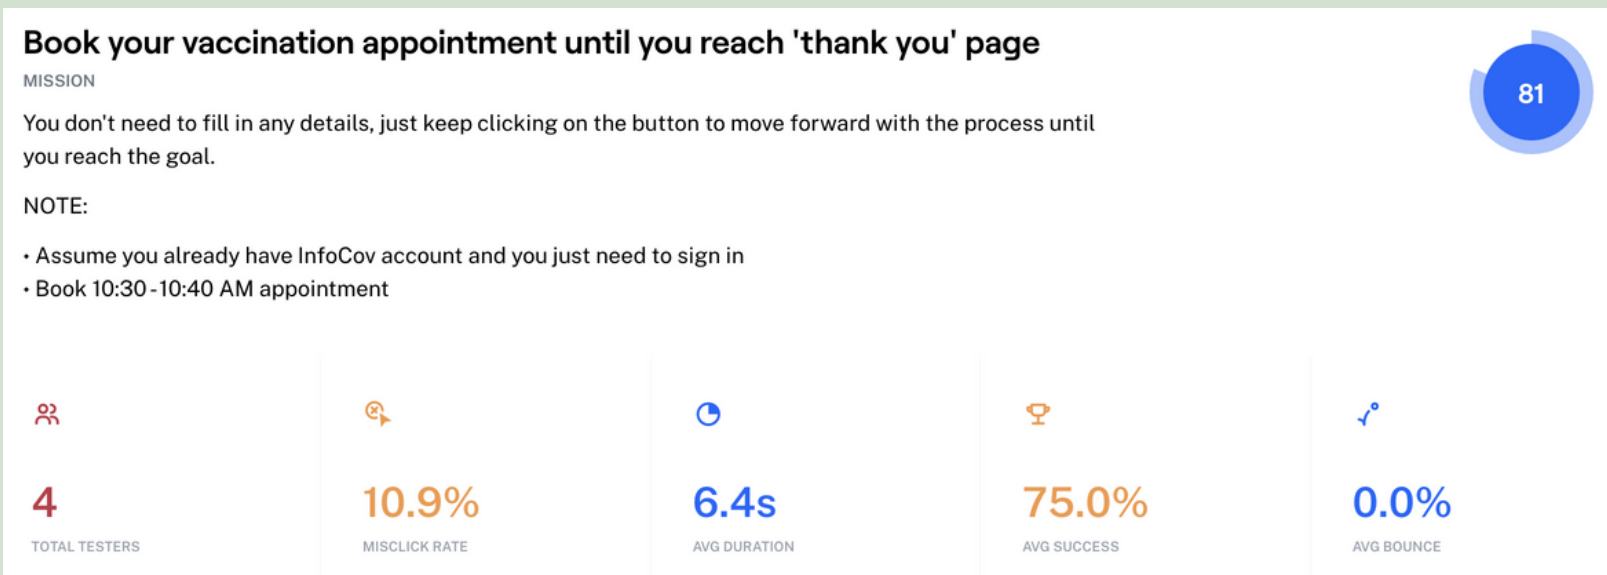 Book your vaccination appointment until you reach 'thank you' page
81
MISSION
You don't need to fill in any details, just keep clicking on the button to move forward with the process until
you reach the goal.
NOTE:
• Assume you already have InfoCov account and you just need to sign in
• Book 10:30-10:40 AM appointment
4
TOTAL TESTERS
10.9%
MISCLICK RATE
6.4s
AVG DURATION
75.0%
AVG SUCCESS
0.0%
AVG BOUNCE